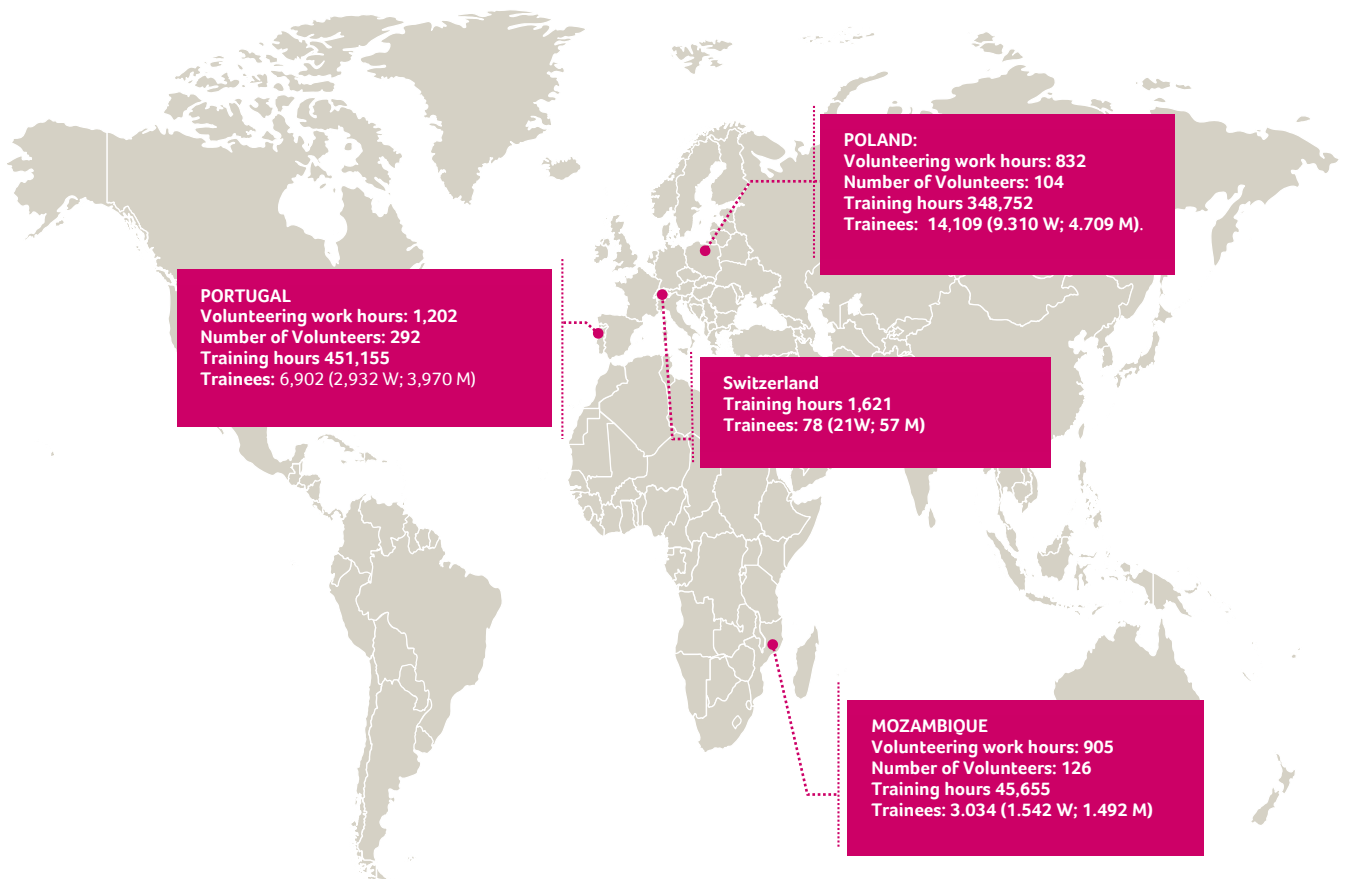 POLAND:
Volunteering work hours: 832
Number of Volunteers: 104
Training hours 348,752
Trainees:  14,109 (9.310 W; 4.709 M).
PORTUGAL
Volunteering work hours: 1,202
Number of Volunteers: 292
Training hours 451,155
Trainees: 6,902 (2,932 W; 3,970 M)
Switzerland
Training hours 1,621
Trainees: 78 (21W; 57 M)
MOZAMBIQUE
Volunteering work hours: 905
Number of Volunteers: 126
Training hours 45,655
Trainees: 3.034 (1.542 W; 1.492 M)